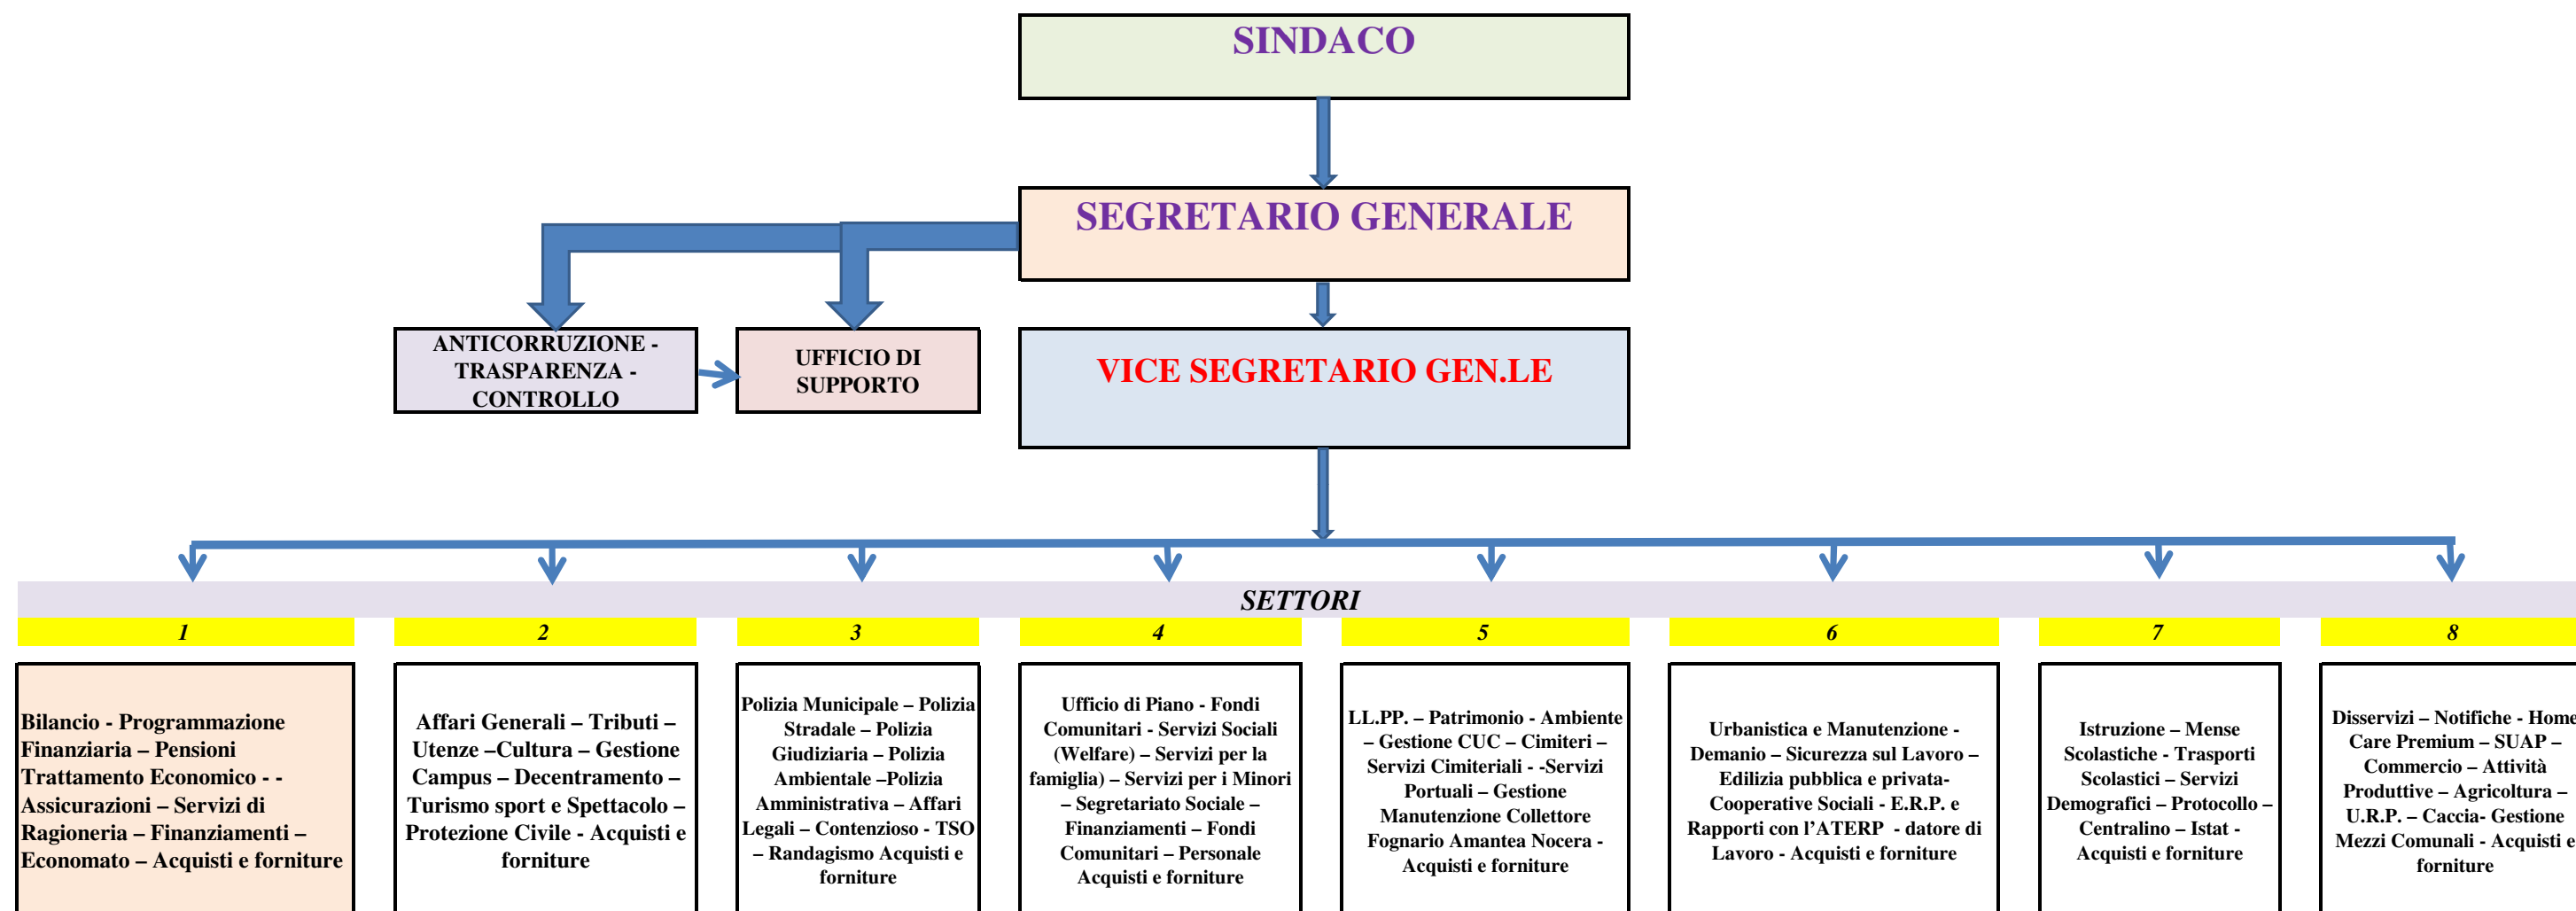 SINDACO
SEGRETARIO GENERALE
ANTICORRUZIONE -
TRASPARENZA -
CONTROLLO
UFFICIO DI
SUPPORTO
VICE SEGRETARIO GEN.LE
SETTORI
1
2
3
4
5
6
7
8
Bilancio - Programmazione
Finanziaria – Pensioni
Trattamento Economico - -
Assicurazioni – Servizi di
Ragioneria – Finanziamenti –
Economato – Acquisti e forniture
Affari Generali – Tributi –
Utenze –Cultura – Gestione
Campus – Decentramento –
Turismo sport e Spettacolo –
Protezione Civile - Acquisti e
forniture
Polizia Municipale – Polizia
Stradale – Polizia
Giudiziaria – Polizia
Ambientale –Polizia
Amministrativa – Affari
Legali – Contenzioso - TSO
– Randagismo Acquisti e
forniture
Ufficio di Piano - Fondi
Comunitari - Servizi Sociali
(Welfare) – Servizi per la
famiglia) – Servizi per i Minori
– Segretariato Sociale –
Finanziamenti – Fondi
Comunitari – Personale
Acquisti e forniture
LL.PP. – Patrimonio - Ambiente
– Gestione CUC – Cimiteri –
Servizi Cimiteriali - -Servizi
Portuali – Gestione
Manutenzione Collettore
Fognario Amantea Nocera -
Acquisti e forniture
Urbanistica e Manutenzione -
Demanio – Sicurezza sul Lavoro –
Edilizia pubblica e privata-
Cooperative Sociali - E.R.P. e
Rapporti con l’ATERP - datore di
Lavoro - Acquisti e forniture
Istruzione – Mense
Scolastiche - Trasporti
Scolastici – Servizi
Demografici – Protocollo –
Centralino – Istat -
Acquisti e forniture
Disservizi – Notifiche - Home
Care Premium – SUAP –
Commercio – Attività
Produttive – Agricoltura –
U.R.P. – Caccia- Gestione
Mezzi Comunali - Acquisti e
forniture